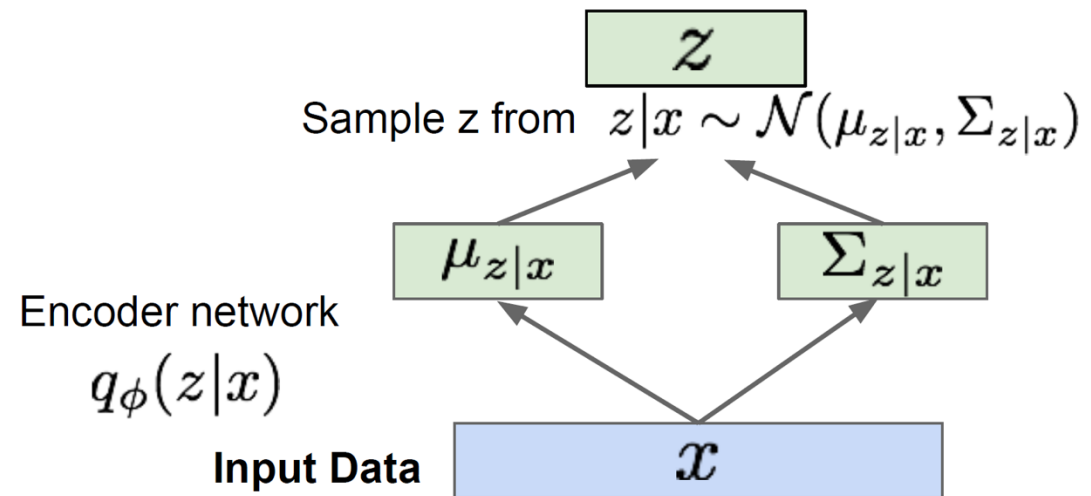 z
Sample z from z|x ∼ 𝒩(μ_{z|x}, Σ_{z|x})
μ_{z|x} Σ_{z|x}
Encoder network
q_ϕ(z|x)
Input Data x